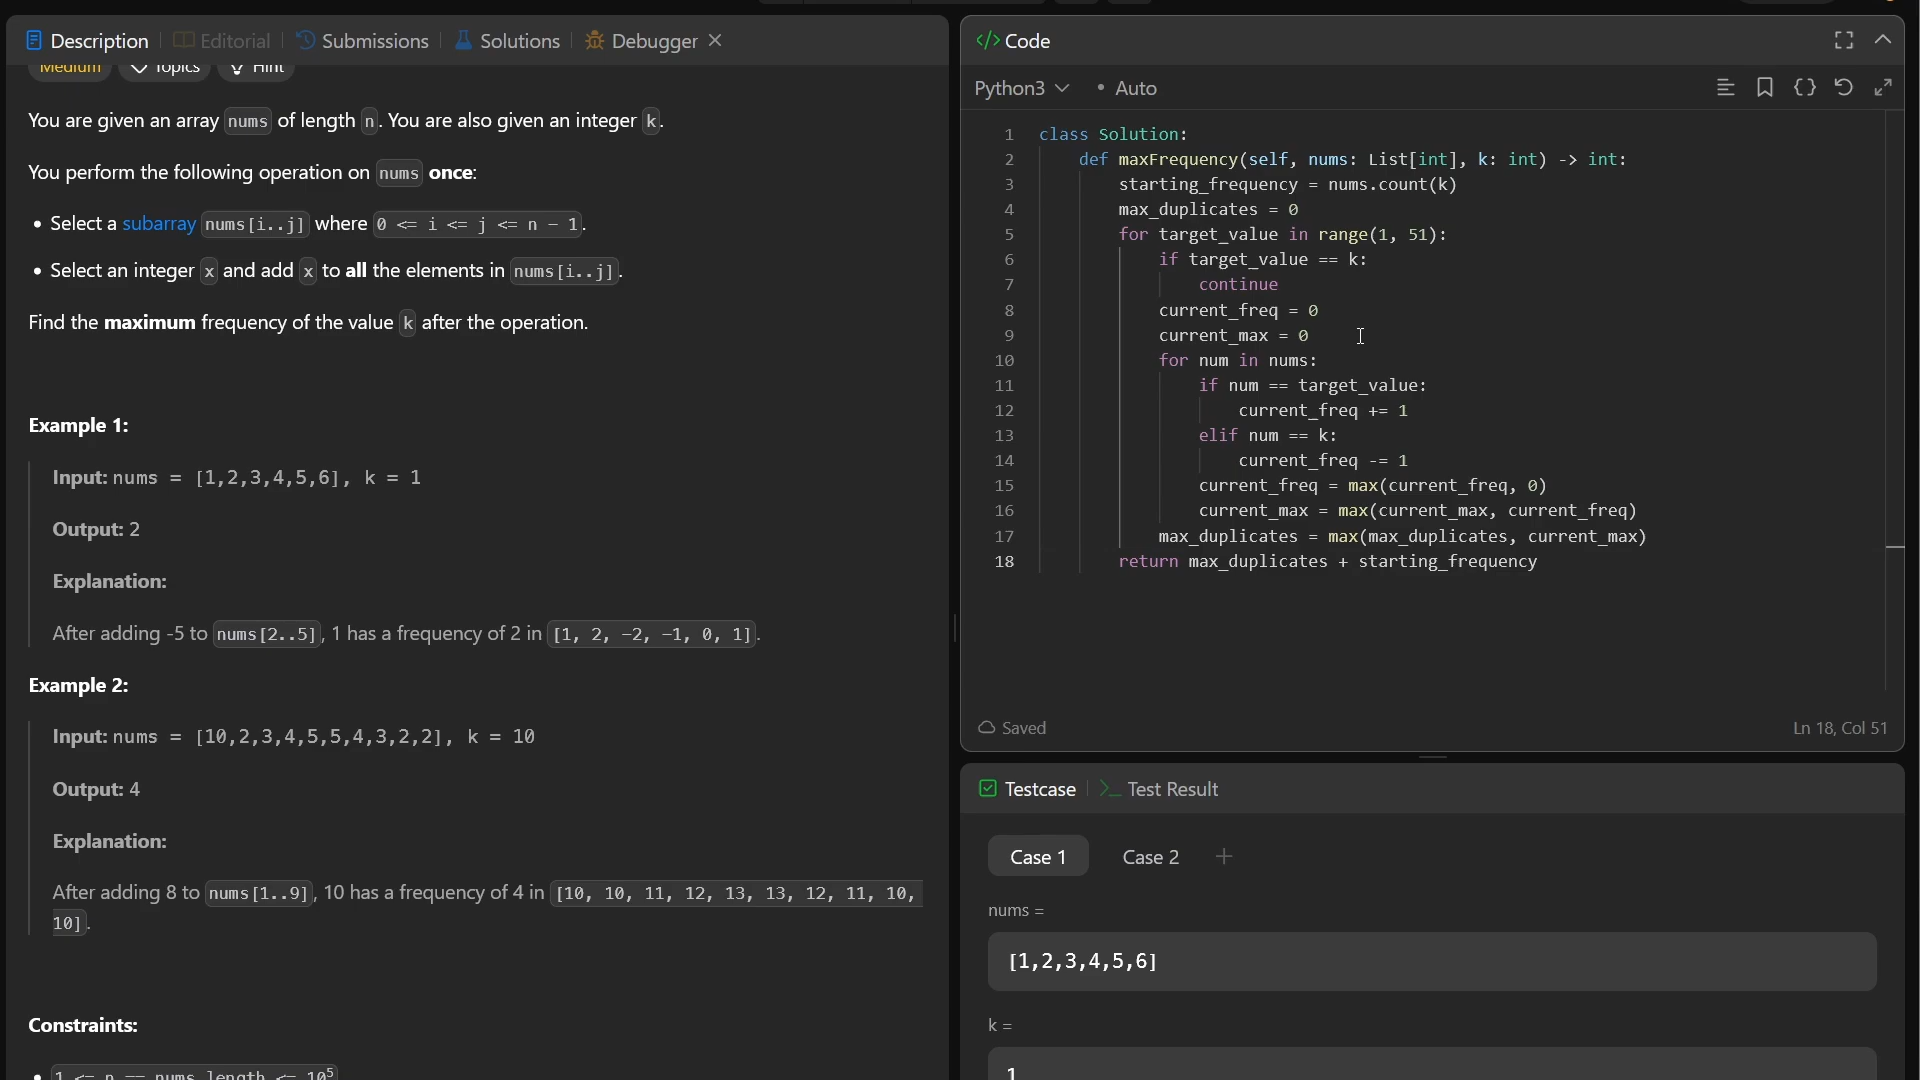 Description Editorial Submissions Solutions Debugger
Medium Topics Hint
You are given an array nums of length n. You are also given an integer k.
You perform the following operation on nums once:
• Select a subarray nums[i..j] where 0 <= i <= j <= n - 1.
• Select an integer x and add x to all the elements in nums[i..j].
Find the maximum frequency of the value k after the operation.
Example 1:
Input: nums = [1,2,3,4,5,6], k = 1
Output: 2
Explanation:
After adding -5 to nums[2..5], 1 has a frequency of 2 in [1, 2, -2, -1, 0, 1].
Example 2:
Input: nums = [10,2,3,4,5,5,4,3,2,2], k = 10
Output: 4
Explanation:
After adding 8 to nums[1..9], 10 has a frequency of 4 in [10, 10, 11, 12, 13, 13, 12, 11, 10,
10].
Constraints:
• 1 <= n == nums.length <= 10⁵
</> Code
Python3 • Auto
1 class Solution:
2 def maxFrequency(self, nums: List[int], k: int) -> int:
3 starting_frequency = nums.count(k)
4 max_duplicates = 0
5 for target_value in range(1, 51):
6 if target_value == k:
7 continue
8 current_freq = 0
9 current_max = 0
10 for num in nums:
11 if num == target_value:
12 current_freq += 1
13 elif num == k:
14 current_freq -= 1
15 current_freq = max(current_freq, 0)
16 current_max = max(current_max, current_freq)
17 max_duplicates = max(max_duplicates, current_max)
18 return max_duplicates + starting_frequency
Saved Ln 18, Col 51
Testcase >_ Test Result
Case 1 Case 2 +
nums =
[1,2,3,4,5,6]
k =
1